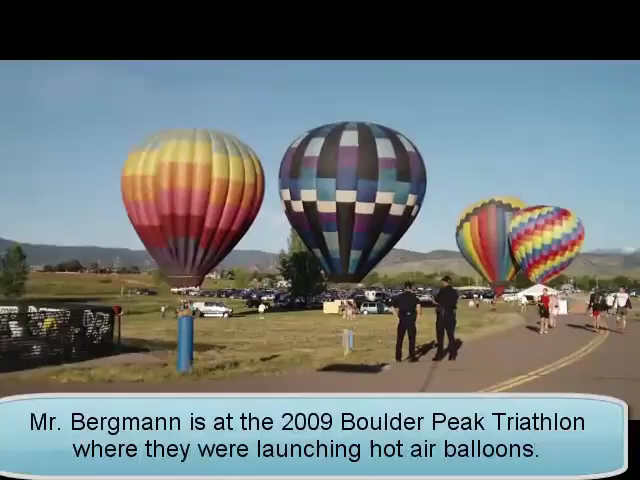 Mr. Bergmann is at the 2009 Boulder Peak Triathlon
where they were launching hot air balloons.